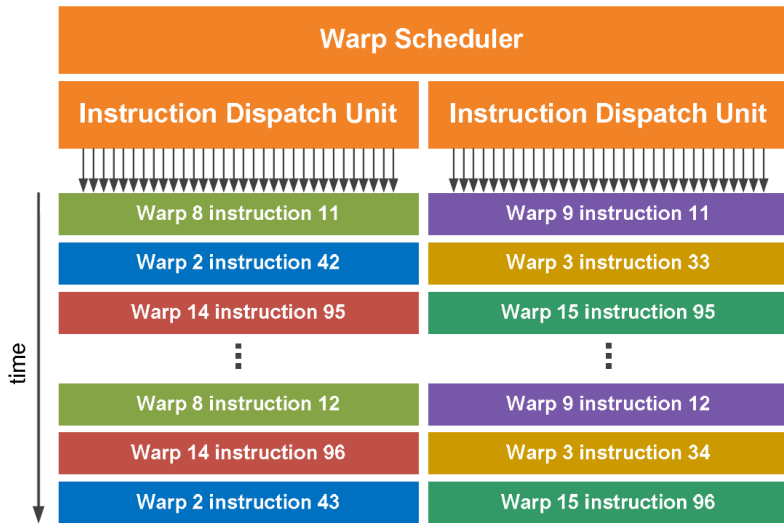 Warp Scheduler
Instruction Dispatch Unit
Instruction Dispatch Unit
Warp 8 instruction 11
Warp 9 instruction 11
Warp 2 instruction 42
Warp 3 instruction 33
Warp 14 instruction 95
Warp 15 instruction 95
time
Warp 8 instruction 12
Warp 9 instruction 12
Warp 14 instruction 96
Warp 3 instruction 34
Warp 2 instruction 43
Warp 15 instruction 96